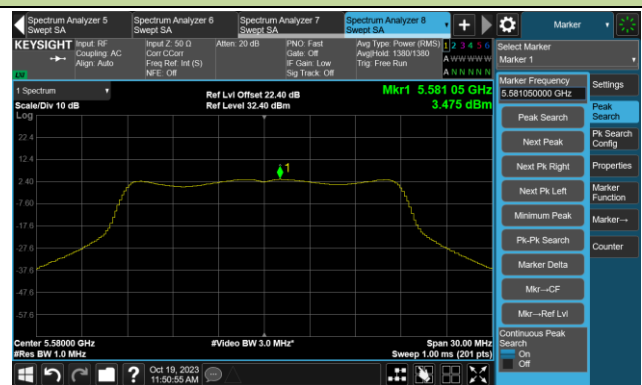 Spectrum Analyzer 5
Swept SA
Spectrum Analyzer 6
Swept SA
Spectrum Analyzer 7
Swept SA
Spectrum Analyzer 8
Swept SA
Marker
KEYSIGHT
Input: RF
Coupling: AC
Align: Auto
Input Z: 50 Ω
Corr CCorr
Freq Ref: Int (S)
NFE: Off
Atten: 20 dB
PNO: Fast
Gate: Off
IF Gain: Low
Sig Track: Off
Avg Type: Power (RMS)
Avg|Hold: 1380/1380
Trig: Free Run
1 2 3 4 5 6
A W W W W W
A N N N N N
LW
1 Spectrum
Scale/Div 10 dB
Log
Ref Lvl Offset 22.40 dB
Ref Level 32.40 dBm
Mkr1 5.581 05 GHz
3.475 dBm
22.4
12.4
2.40
-7.60
-17.6
-27.6
-37.6
-47.6
-57.6
1
Center 5.58000 GHz
#Res BW 1.0 MHz
#Video BW 3.0 MHz*
Span 30.00 MHz
Sweep 1.00 ms (201 pts)
Oct 19, 2023
11:50:55 AM
Select Marker
Marker 1
Marker Frequency
5.581050000 GHz
Peak Search
Next Peak
Next Pk Right
Next Pk Left
Minimum Peak
Pk-Pk Search
Marker Delta
Mkr→CF
Mkr→Ref Lvl
Continuous Peak
Search
On
Off
Settings
Peak
Search
Pk Search
Config
Properties
Marker
Function
Marker→
Counter